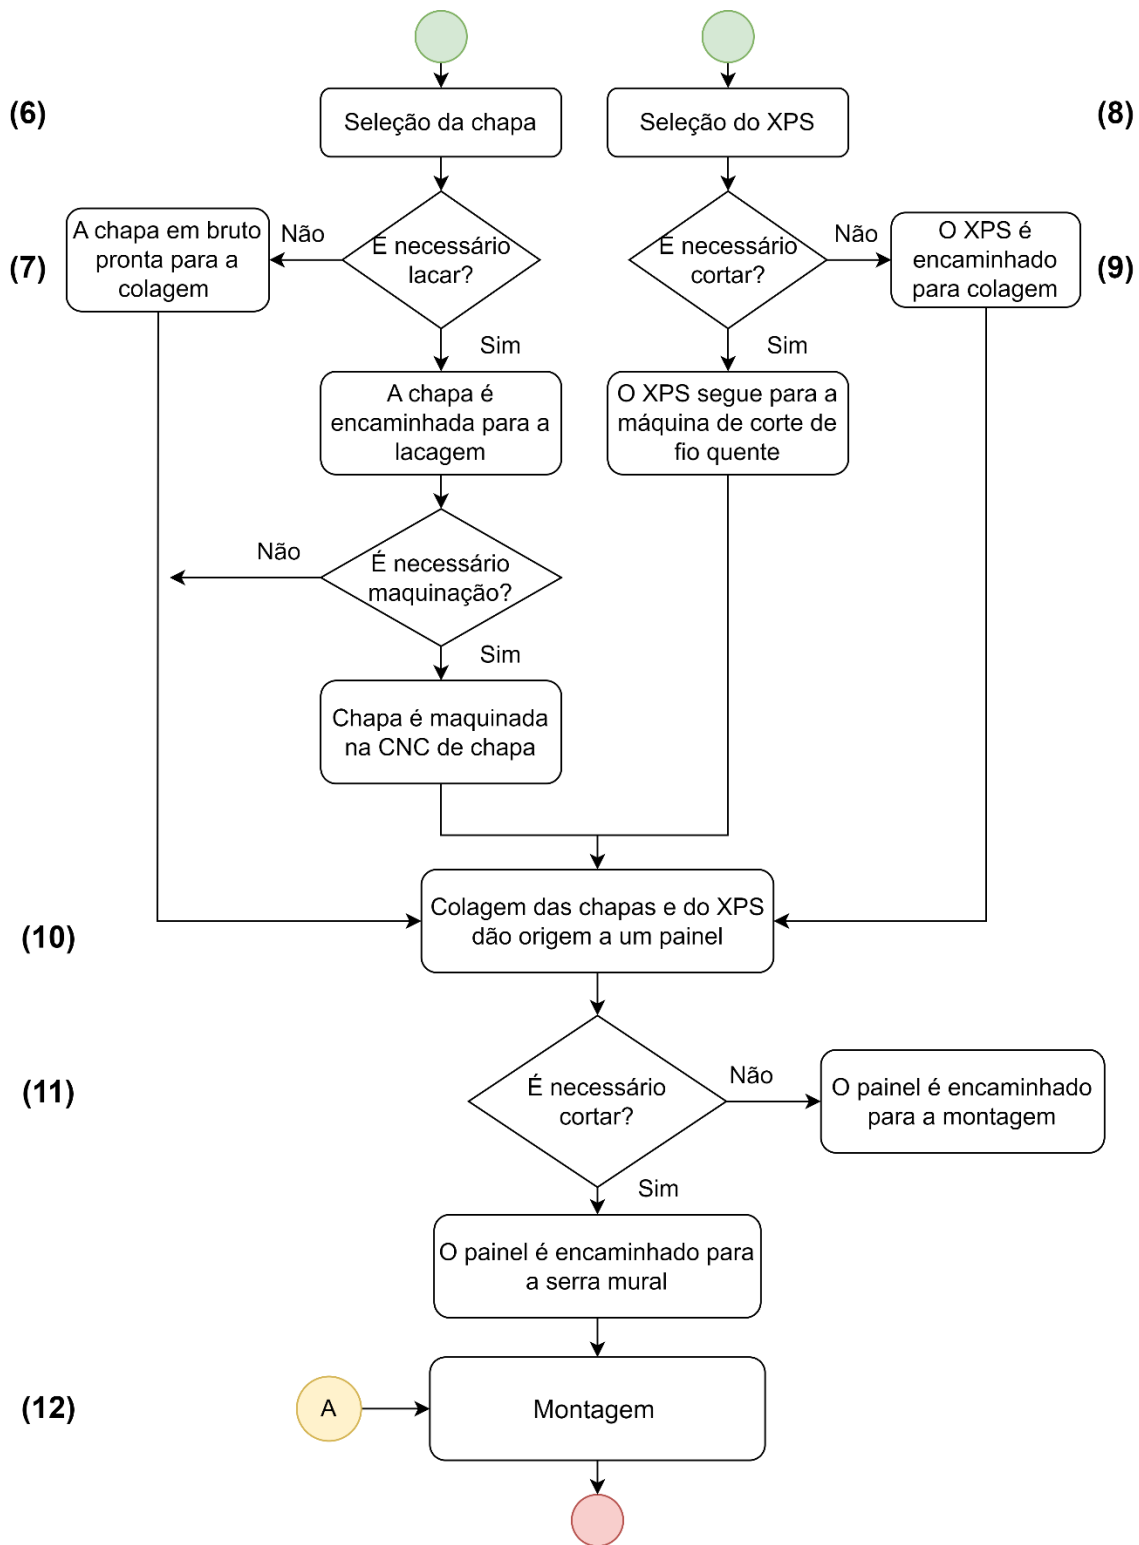 (6)
Seleção da chapa
Seleção do XPS
(8)
A chapa em bruto
pronta para a
colagem
Não
É necessário
lacar?
É necessário
cortar?
Não
O XPS é
encaminhado
para colagem
(7)
(9)
Sim
Sim
A chapa é
encaminhada para a
lacagem
O XPS segue para a
máquina de corte de
fio quente
Não
É necessário
maquinação?
Sim
Chapa é maquinada
na CNC de chapa
Colagem das chapas e do XPS
dão origem a um painel
(10)
(11)
É necessário
cortar?
Não
O painel é encaminhado
para a montagem
Sim
O painel é encaminhado para
a serra mural
(12)
A
Montagem